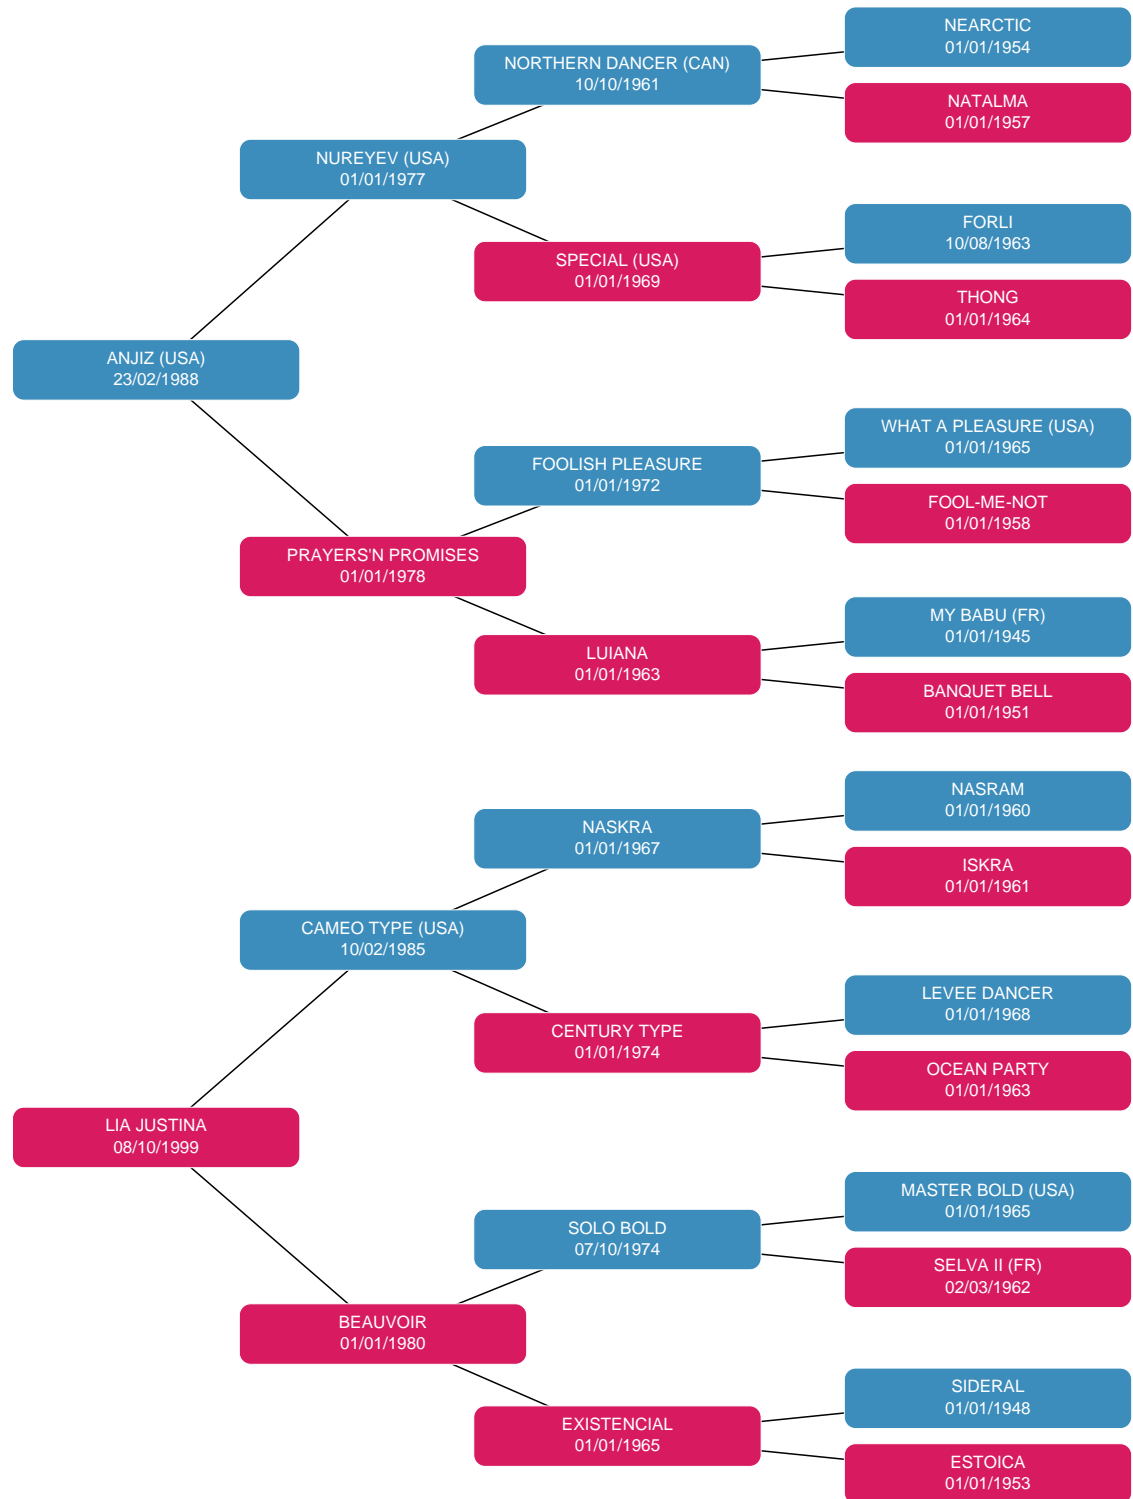 NEARCTIC
01/01/1954
NORTHERN DANCER (CAN)
10/10/1961
NATALMA
01/01/1957
NUREYEV (USA)
01/01/1977
FORLI
10/08/1963
SPECIAL (USA)
01/01/1969
THONG
01/01/1964
ANJIZ (USA)
23/02/1988
WHAT A PLEASURE (USA)
01/01/1965
FOOLISH PLEASURE
01/01/1972
FOOL-ME-NOT
01/01/1958
PRAYERS'N PROMISES
01/01/1978
MY BABU (FR)
01/01/1945
LUIANA
01/01/1963
BANQUET BELL
01/01/1951
NASRAM
01/01/1960
NASKRA
01/01/1967
ISKRA
01/01/1961
CAMEO TYPE (USA)
10/02/1985
LEVEE DANCER
01/01/1968
CENTURY TYPE
01/01/1974
OCEAN PARTY
01/01/1963
LIA JUSTINA
08/10/1999
MASTER BOLD (USA)
01/01/1965
SOLO BOLD
07/10/1974
SELVA II (FR)
02/03/1962
BEAUVOIR
01/01/1980
SIDERAL
01/01/1948
EXISTENCIAL
01/01/1965
ESTOICA
01/01/1953